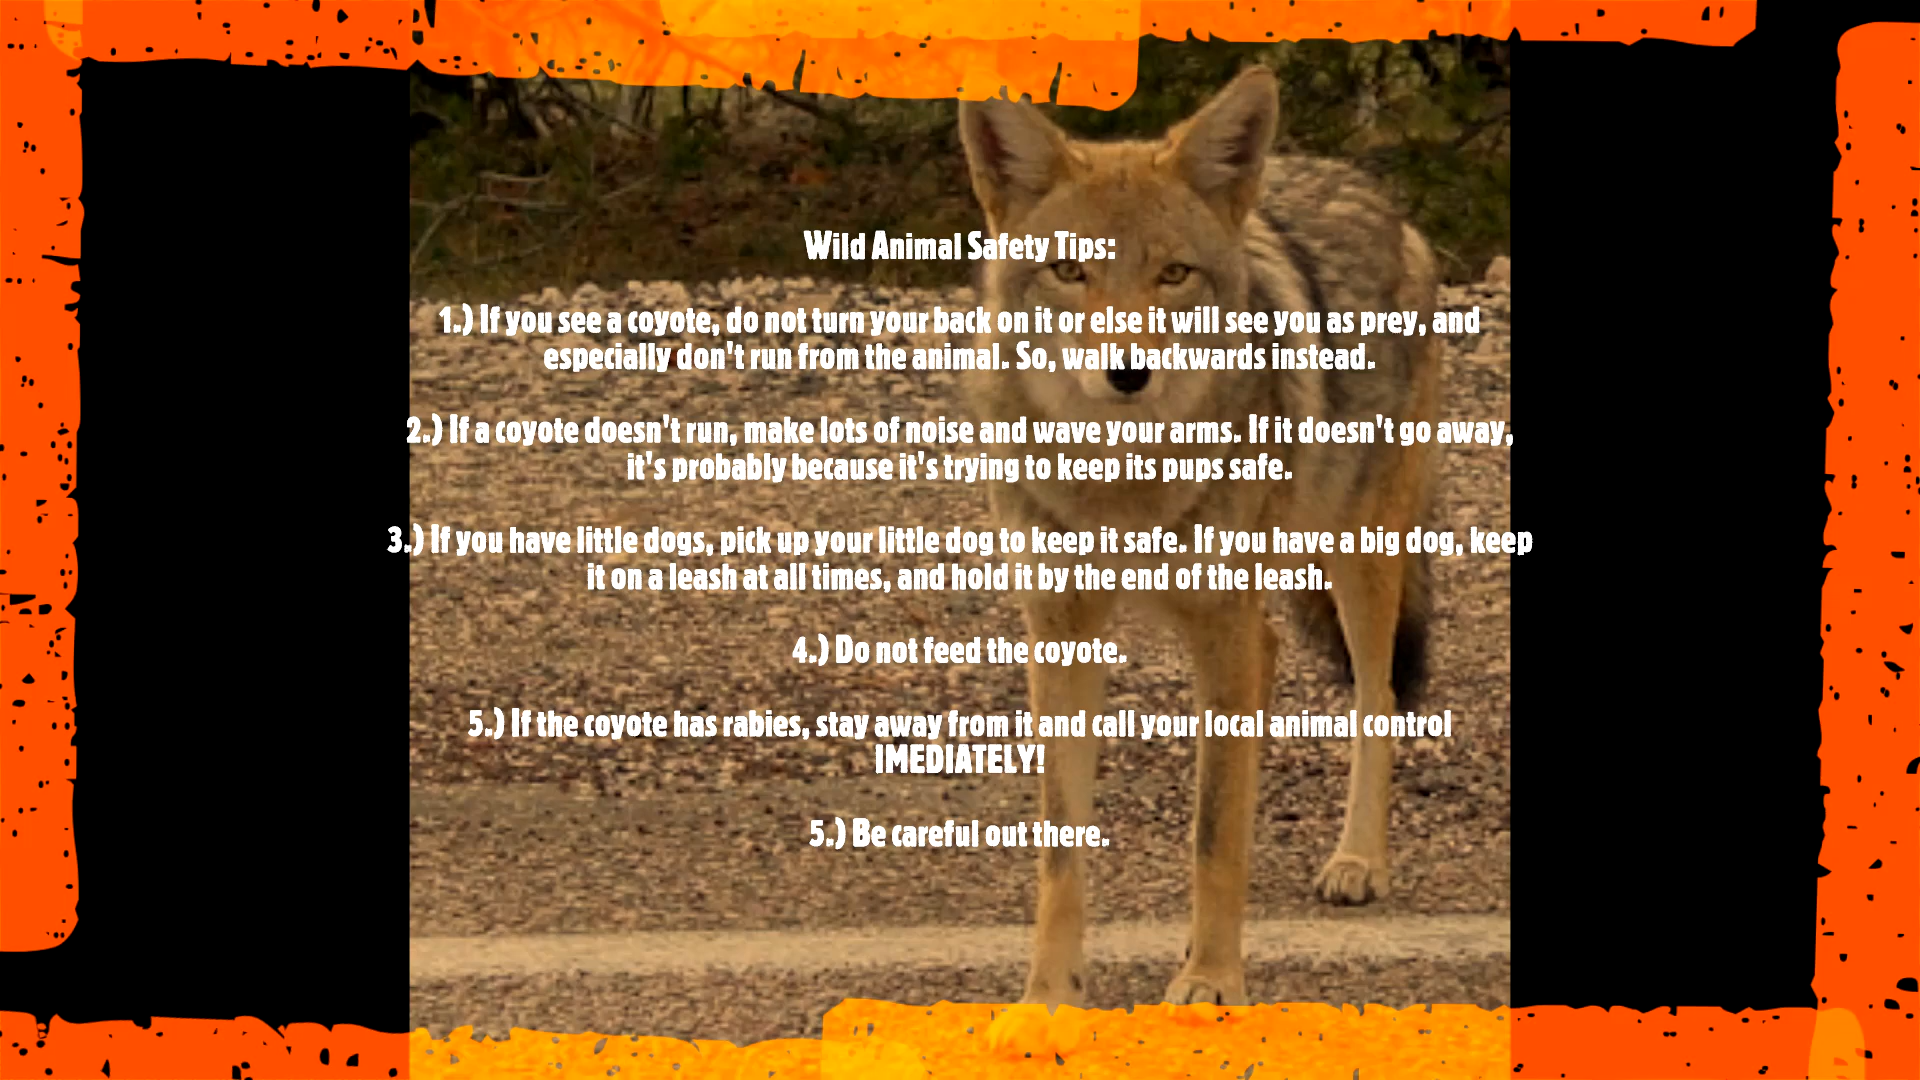 Wild Animal Safety Tips:
1.) If you see a coyote, do not turn your back on it or else it will see you as prey, and
especially don't run from the animal. So, walk backwards instead.
2.) If a coyote doesn't run, make lots of noise and wave your arms. If it doesn't go away,
it's probably because it's trying to keep its pups safe.
3.) If you have little dogs, pick up your little dog to keep it safe. If you have a big dog, keep
it on a leash at all times, and hold it by the end of the leash.
4.) Do not feed the coyote.
5.) If the coyote has rabies, stay away from it and call your local animal control
IMEDIATELY!
5.) Be careful out there.